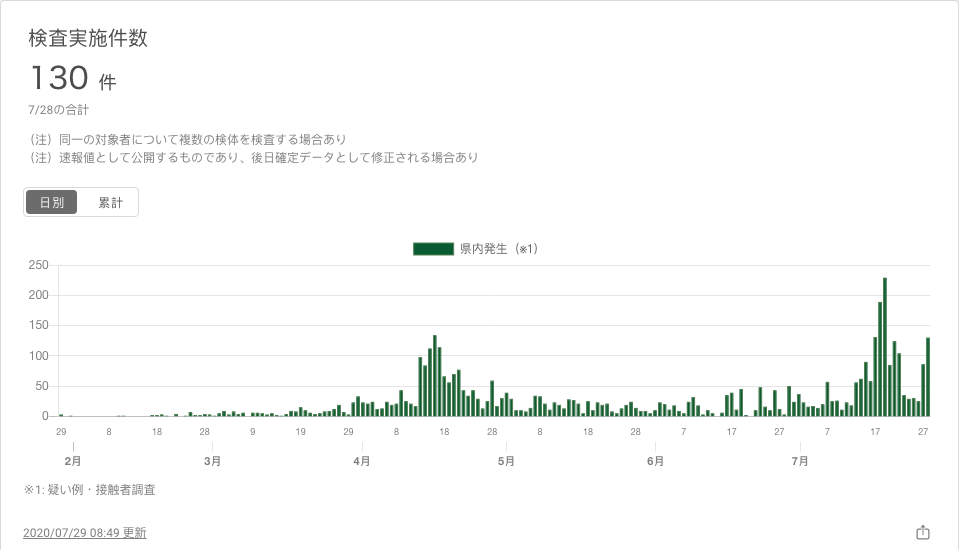 検査実施件数
130 件
7/28の合計
（注）同一の対象者について複数の検体を検査する場合あり
（注）速報値として公開するものであり、後日確定データとして修正される場合あり
日別 累計
県内発生（※1）
250
200
150
100
50
0
29 8 18 28 9 19 29 8 18 28 8 18 28 7 17 27 7 17 27
2月 3月 4月 5月 6月 7月
※1: 疑い例・接触者調査
2020/07/29 08:49 更新